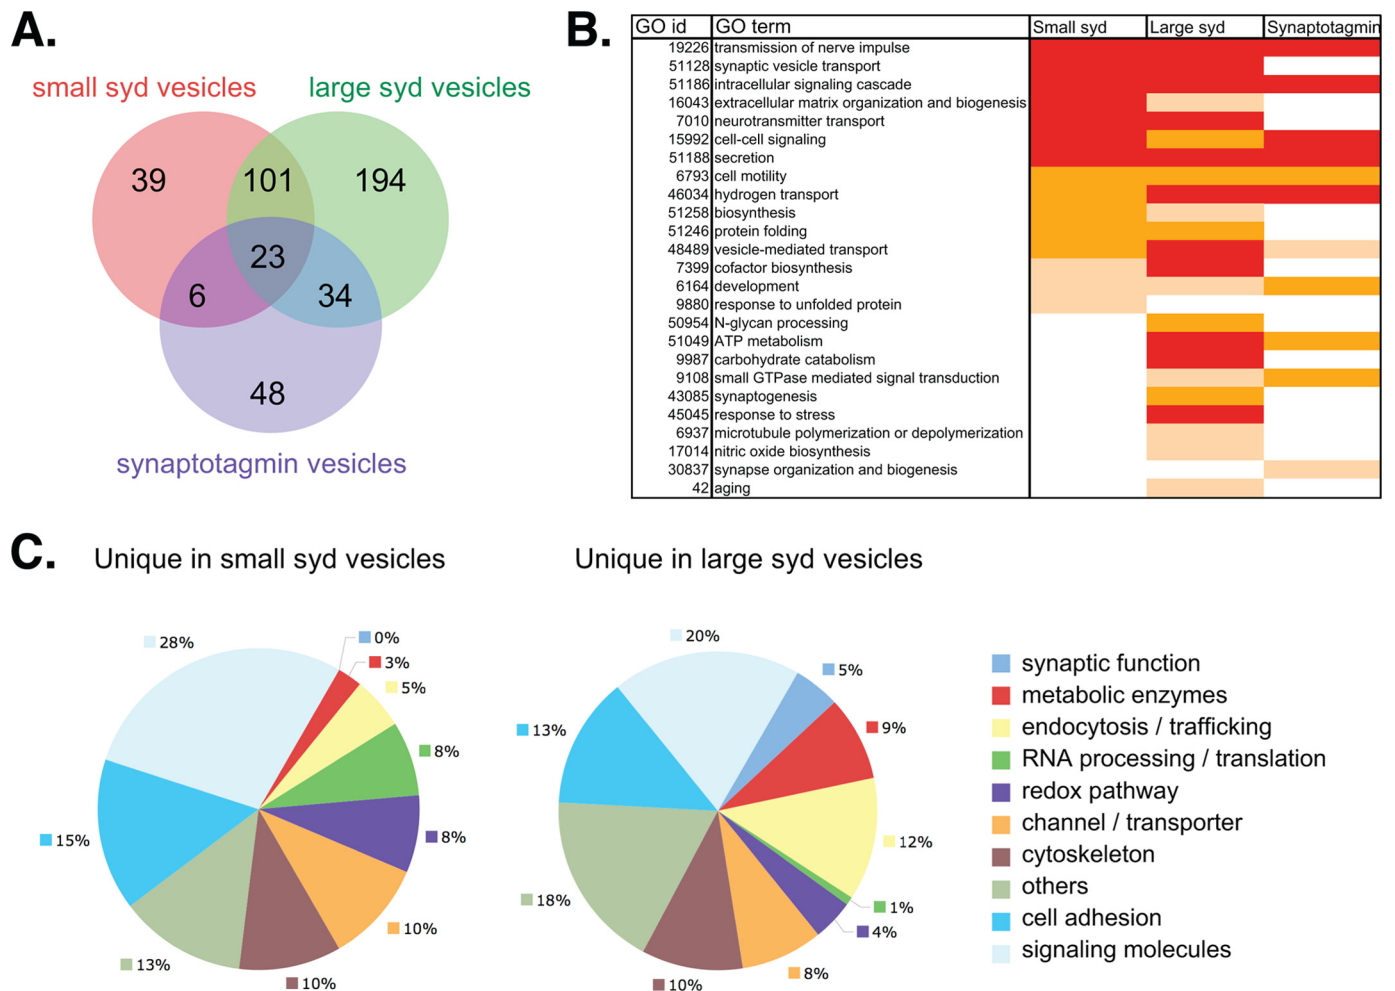 A.
small syd vesicles large syd vesicles
39 101 194
23
6 34
48
synaptotagmin vesicles
B.
GO id GO term Small syd Large syd Synaptotagmin
19226 transmission of nerve impulse
51128 synaptic vesicle transport
51186 intracellular signaling cascade
16043 extracellular matrix organization and biogenesis
7010 neurotransmitter transport
15992 cell-cell signaling
51188 secretion
6793 cell motility
46034 hydrogen transport
51258 biosynthesis
51246 protein folding
48489 vesicle-mediated transport
7399 cofactor biosynthesis
6164 development
9880 response to unfolded protein
50954 N-glycan processing
51049 ATP metabolism
9987 carbohydrate catabolism
9108 small GTPase mediated signal transduction
43085 synaptogenesis
45045 response to stress
6937 microtubule polymerization or depolymerization
17014 nitric oxide biosynthesis
30837 synapse organization and biogenesis
42 aging
C.
Unique in small syd vesicles
28%
0%
3%
5%
8%
8%
10%
10%
13%
15%
Unique in large syd vesicles
20%
5%
9%
12%
1%
4%
8%
10%
18%
13%
synaptic function
metabolic enzymes
endocytosis / trafficking
RNA processing / translation
redox pathway
channel / transporter
cytoskeleton
others
cell adhesion
signaling molecules